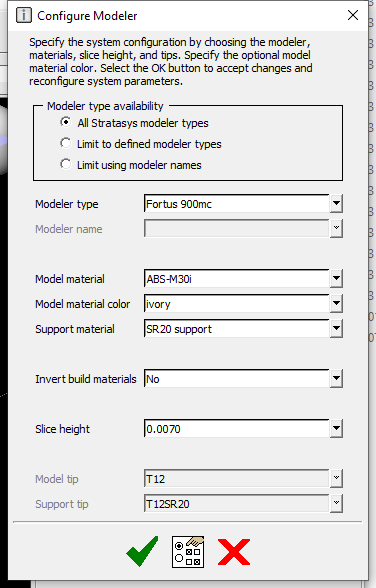 Configure Modeler
Specify the system configuration by choosing the modeler,
materials, slice height, and tips. Specify the optional model
material color. Select the OK button to accept changes and
reconfigure system parameters.
Modeler type availability
All Stratasys modeler types
Limit to defined modeler types
Limit using modeler names
Modeler type Fortus 900mc
Modeler name
Model material ABS-M30i
Model material color ivory
Support material SR20 support
Invert build materials No
Slice height 0.0070
Model tip T12
Support tip T12SR20